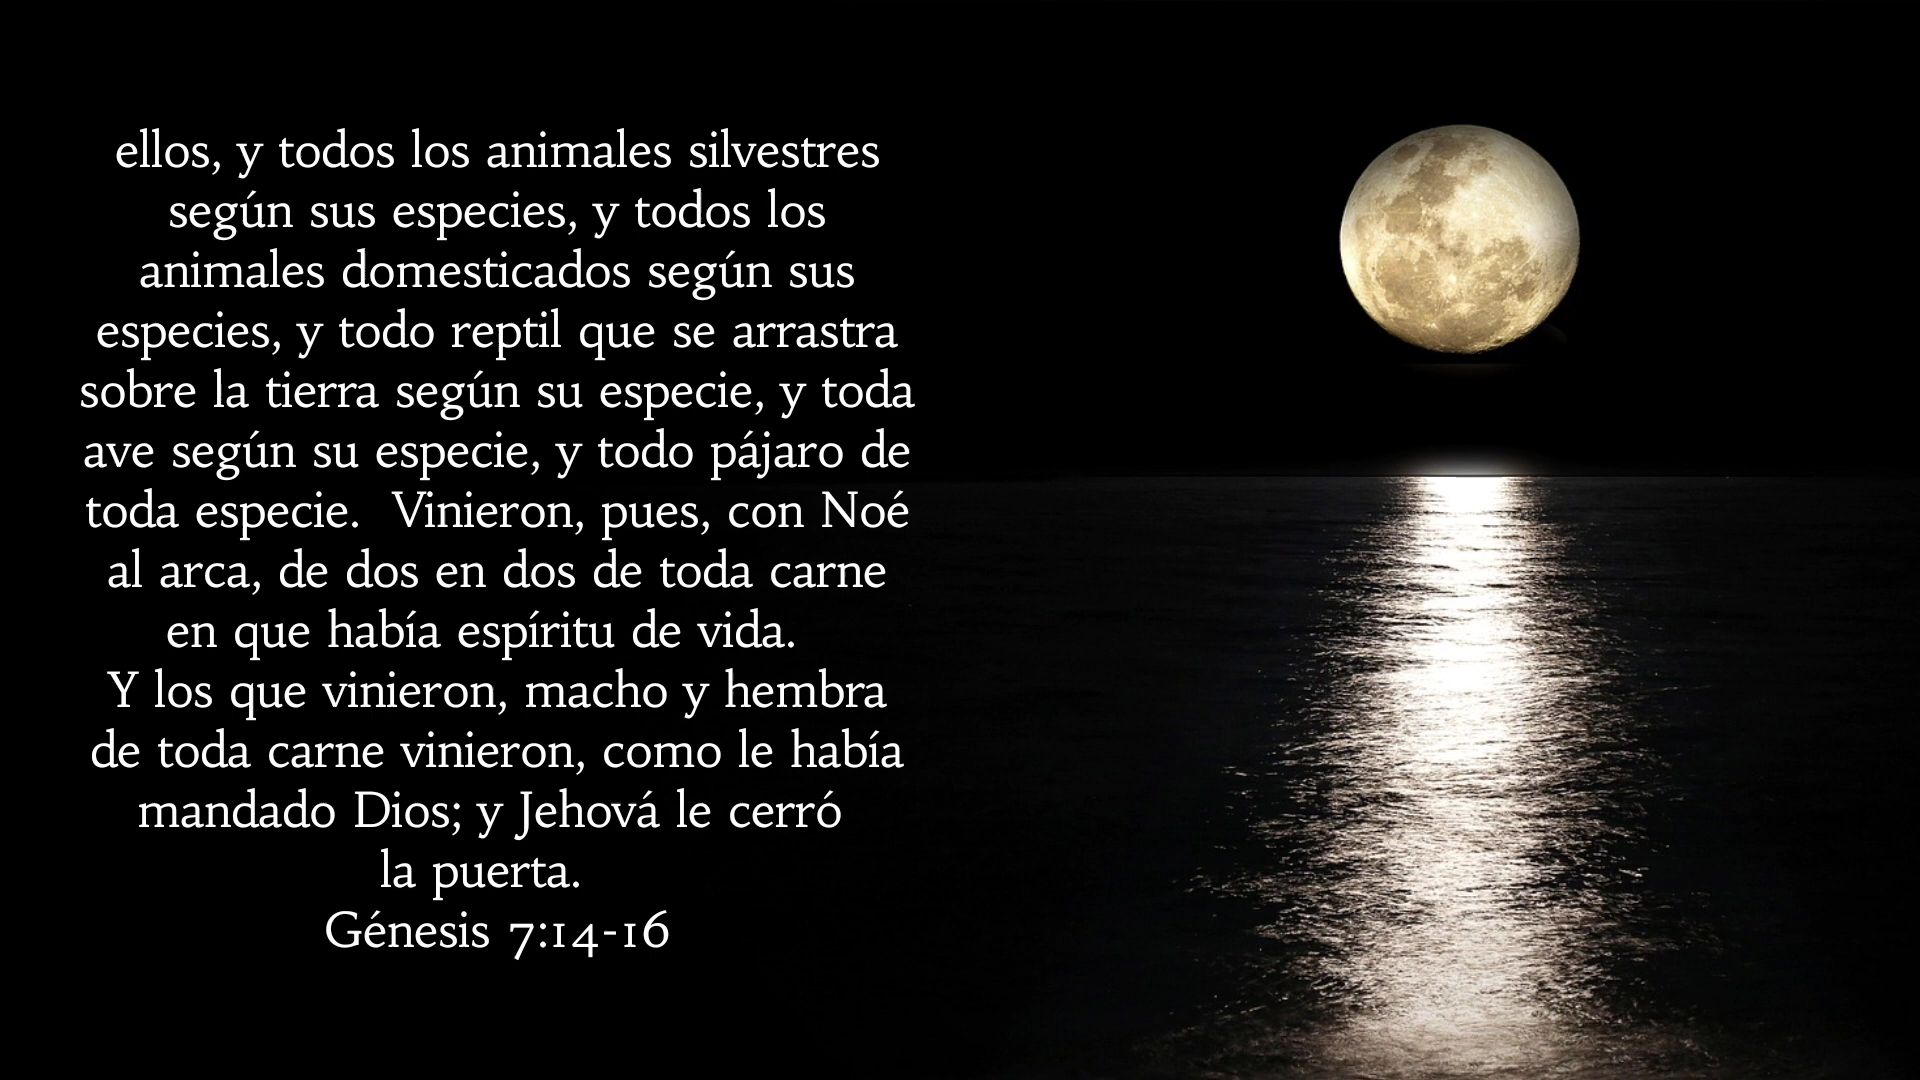 ellos, y todos los animales silvestres
según sus especies, y todos los
animales domesticados según sus
especies, y todo reptil que se arrastra
sobre la tierra según su especie, y toda
ave según su especie, y todo pájaro de
toda especie.  Vinieron, pues, con Noé
al arca, de dos en dos de toda carne
en que había espíritu de vida.
Y los que vinieron, macho y hembra
de toda carne vinieron, como le había
mandado Dios; y Jehová le cerró
la puerta.
Génesis 7:14-16